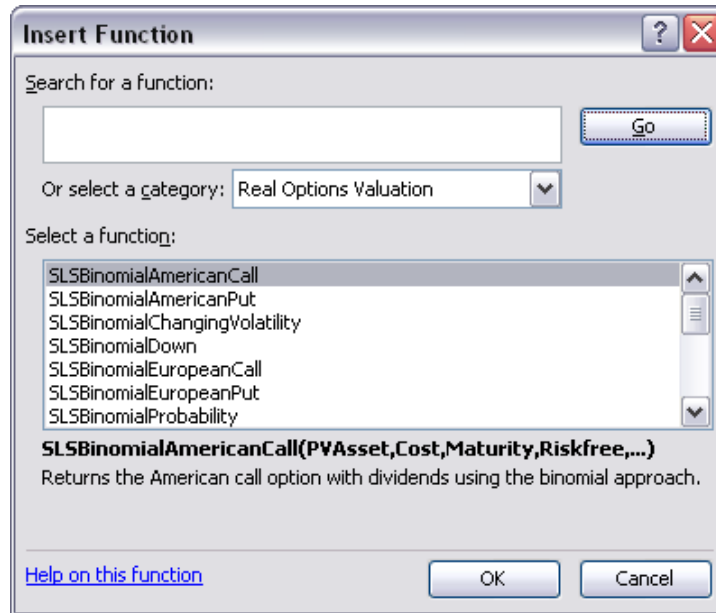 Insert Function
?
Search for a function:
Go
Or select a category: Real Options Valuation
Select a function:
SLSBinomialAmericanCall
SLSBinomialAmericanPut
SLSBinomialChangingVolatility
SLSBinomialDown
SLSBinomialEuropeanCall
SLSBinomialEuropeanPut
SLSBinomialProbability
SLSBinomialAmericanCall(PVAsset,Cost,Maturity,Riskfree,...)
Returns the American call option with dividends using the binomial approach.
Help on this function
OK
Cancel